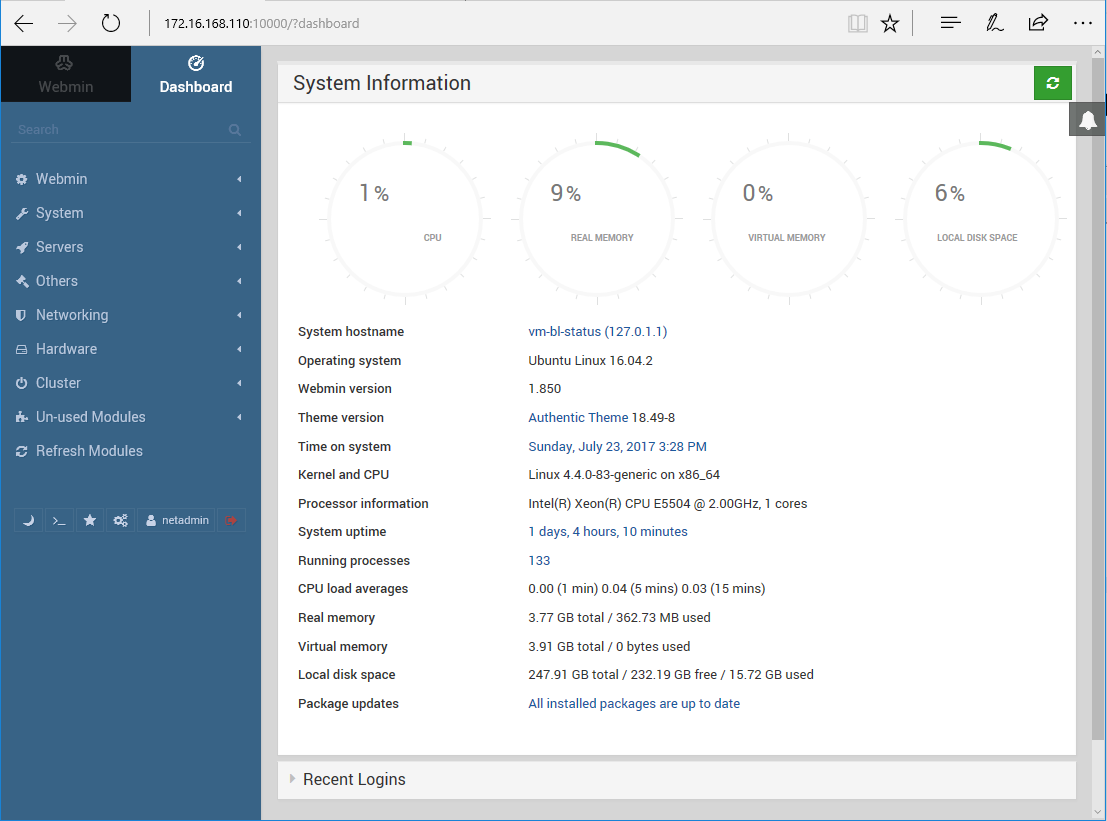 172.16.168.110:10000/?dashboard
Webmin
Dashboard
Search
Webmin
System
Servers
Others
Networking
Hardware
Cluster
Un-used Modules
Refresh Modules
netadmin
System Information
1%
CPU
9%
REAL MEMORY
0%
VIRTUAL MEMORY
6%
LOCAL DISK SPACE
System hostname vm-bl-status (127.0.1.1)
Operating system Ubuntu Linux 16.04.2
Webmin version 1.850
Theme version Authentic Theme 18.49-8
Time on system Sunday, July 23, 2017 3:28 PM
Kernel and CPU Linux 4.4.0-83-generic on x86_64
Processor information Intel(R) Xeon(R) CPU E5504 @ 2.00GHz, 1 cores
System uptime 1 days, 4 hours, 10 minutes
Running processes 133
CPU load averages 0.00 (1 min) 0.04 (5 mins) 0.03 (15 mins)
Real memory 3.77 GB total / 362.73 MB used
Virtual memory 3.91 GB total / 0 bytes used
Local disk space 247.91 GB total / 232.19 GB free / 15.72 GB used
Package updates All installed packages are up to date
Recent Logins